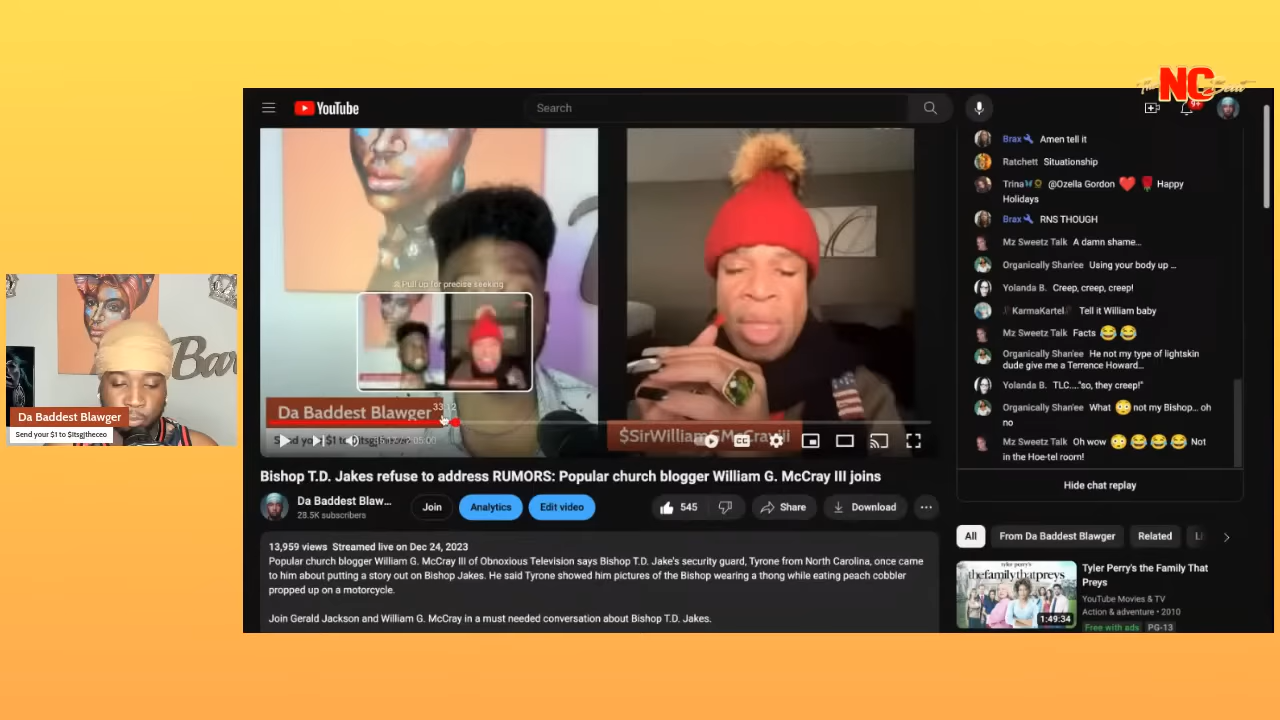 The NC Beat
YouTube
Search
9+
Brax Amen tell it
Ratchett Situationship
Trina @Ozella Gordon ❤️ 🌹 Happy
Holidays
Brax RNS THOUGH
Mz Sweetz Talk A damn shame...
Organically Shan'ee Using your body up ...
Yolanda B. Creep, creep, creep!
KarmaKartel Tell it William baby
Mz Sweetz Talk Facts 😂 😂
Organically Shan'ee He not my type of lightskin
dude give me a Terrence Howard...
Yolanda B. TLC...."so, they creep!"
Organically Shan'ee What 😳 not my Bishop... oh
no
Mz Sweetz Talk Oh wow 😳 😂 😂 😂 Not
in the Hoe-tel room!
Hide chat replay
Pull up for precise seeking
33:12
Da Baddest Blawger
Send you $1 to
$SirWilliamGMcCrayiii
CC
Bishop T.D. Jakes refuse to address RUMORS: Popular church blogger William G. McCray III joins
Da Baddest Blaw...
28.5K subscribers
Join
Analytics
Edit video
545
Share
Download
13,959 views Streamed live on Dec 24, 2023
Popular church blogger William G. McCray III of Obnoxious Television says Bishop T.D. Jake's security guard, Tyrone from North Carolina, once came
to him about putting a story out on Bishop Jakes. He said Tyrone showed him pictures of the Bishop wearing a thong while eating peach cobbler
propped up on a motorcycle.
Join Gerald Jackson and William G. McCray in a must needed conversation about Bishop T.D. Jakes.
All
From Da Baddest Blawger
Related
Tyler Perry's
the family that preys
1:49:34
Tyler Perry's the Family That
Preys
YouTube Movies & TV
Action & adventure • 2010
Free with ads PG-13
Bar
Da Baddest Blawger
Send your $1 to $itsgjtheceo